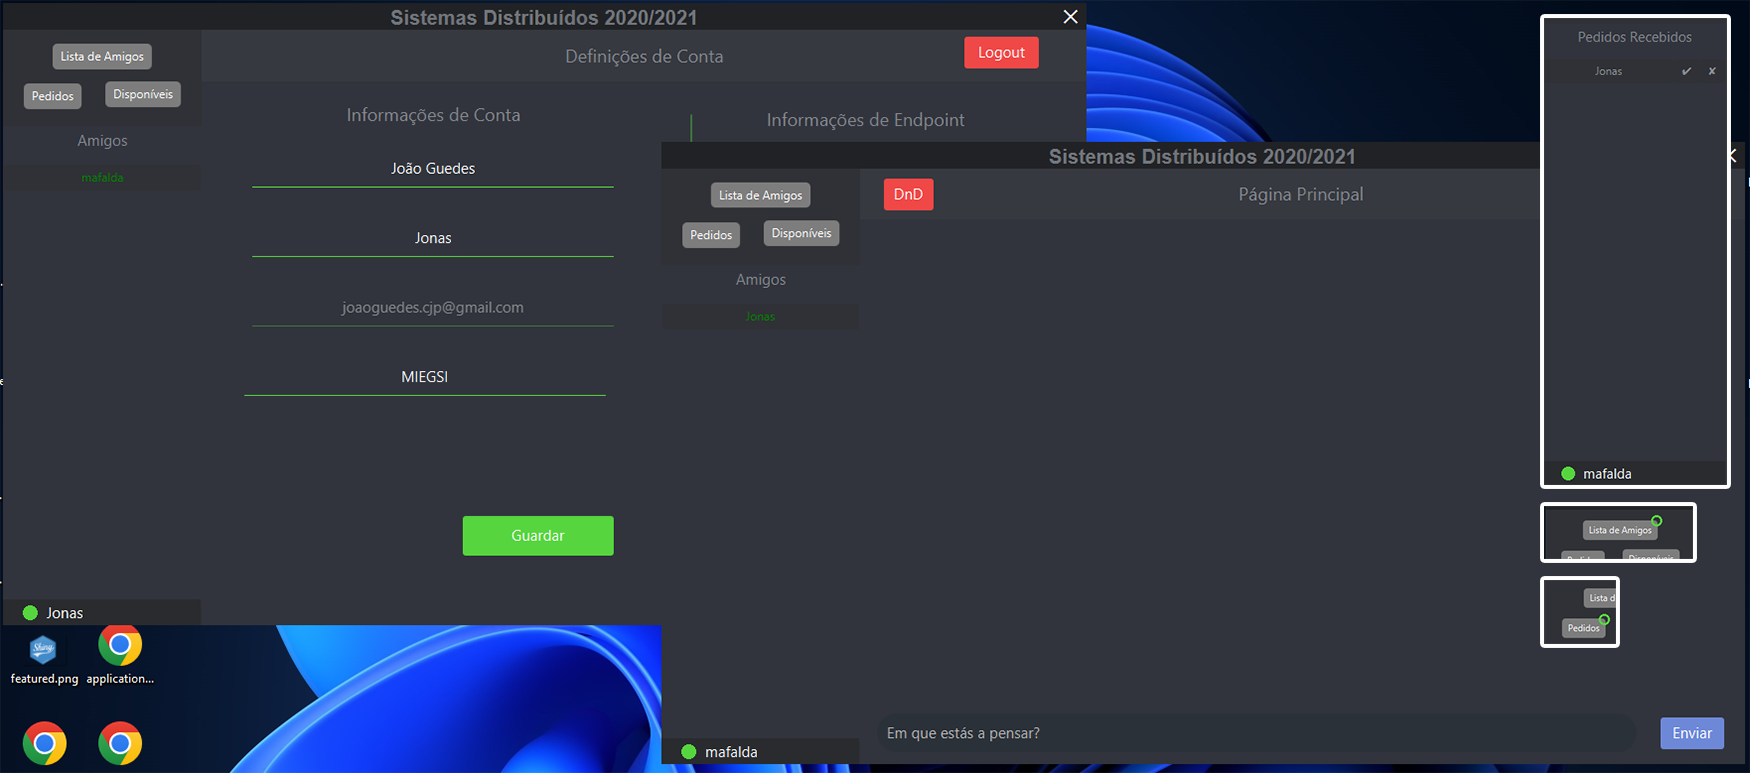 Sistemas Distribuídos 2020/2021
Lista de Amigos
Pedidos
Disponíveis
Amigos
mafalda
Definições de Conta
Logout
Informações de Conta
João Guedes
Jonas
joaoguedes.cjp@gmail.com
MIEGSI
Guardar
Informações de Endpoint
Jonas
Sistemas Distribuídos 2020/2021
Lista de Amigos
Pedidos
Disponíveis
DnD
Página Principal
Amigos
Jonas
mafalda
Em que estás a pensar?
Enviar
Pedidos Recebidos
Jonas
mafalda
Lista de Amigos
Pedidos
Disponíveis
Lista d
Pedidos
Shiny
featured.png
application...